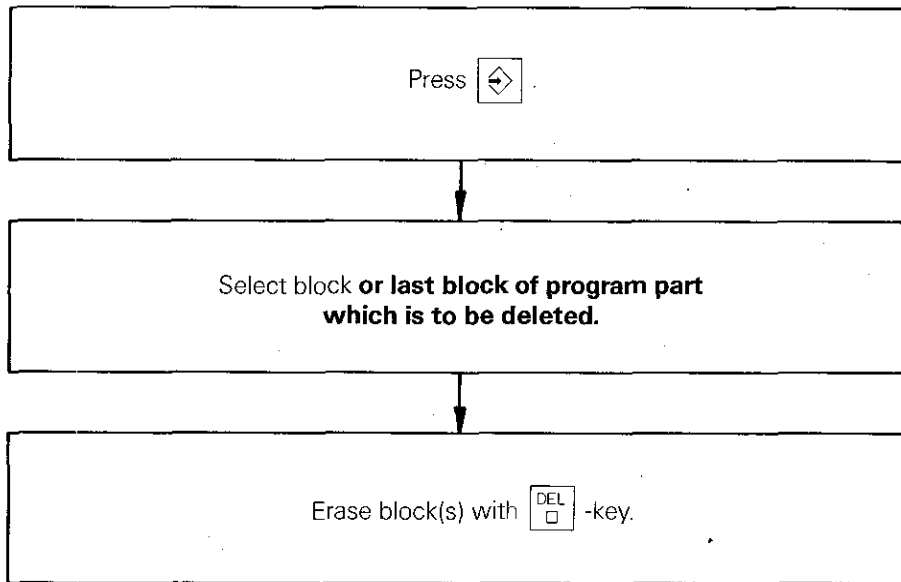 Press
Select block or last block of program part
which is to be deleted.
Erase block(s) with DEL -key.